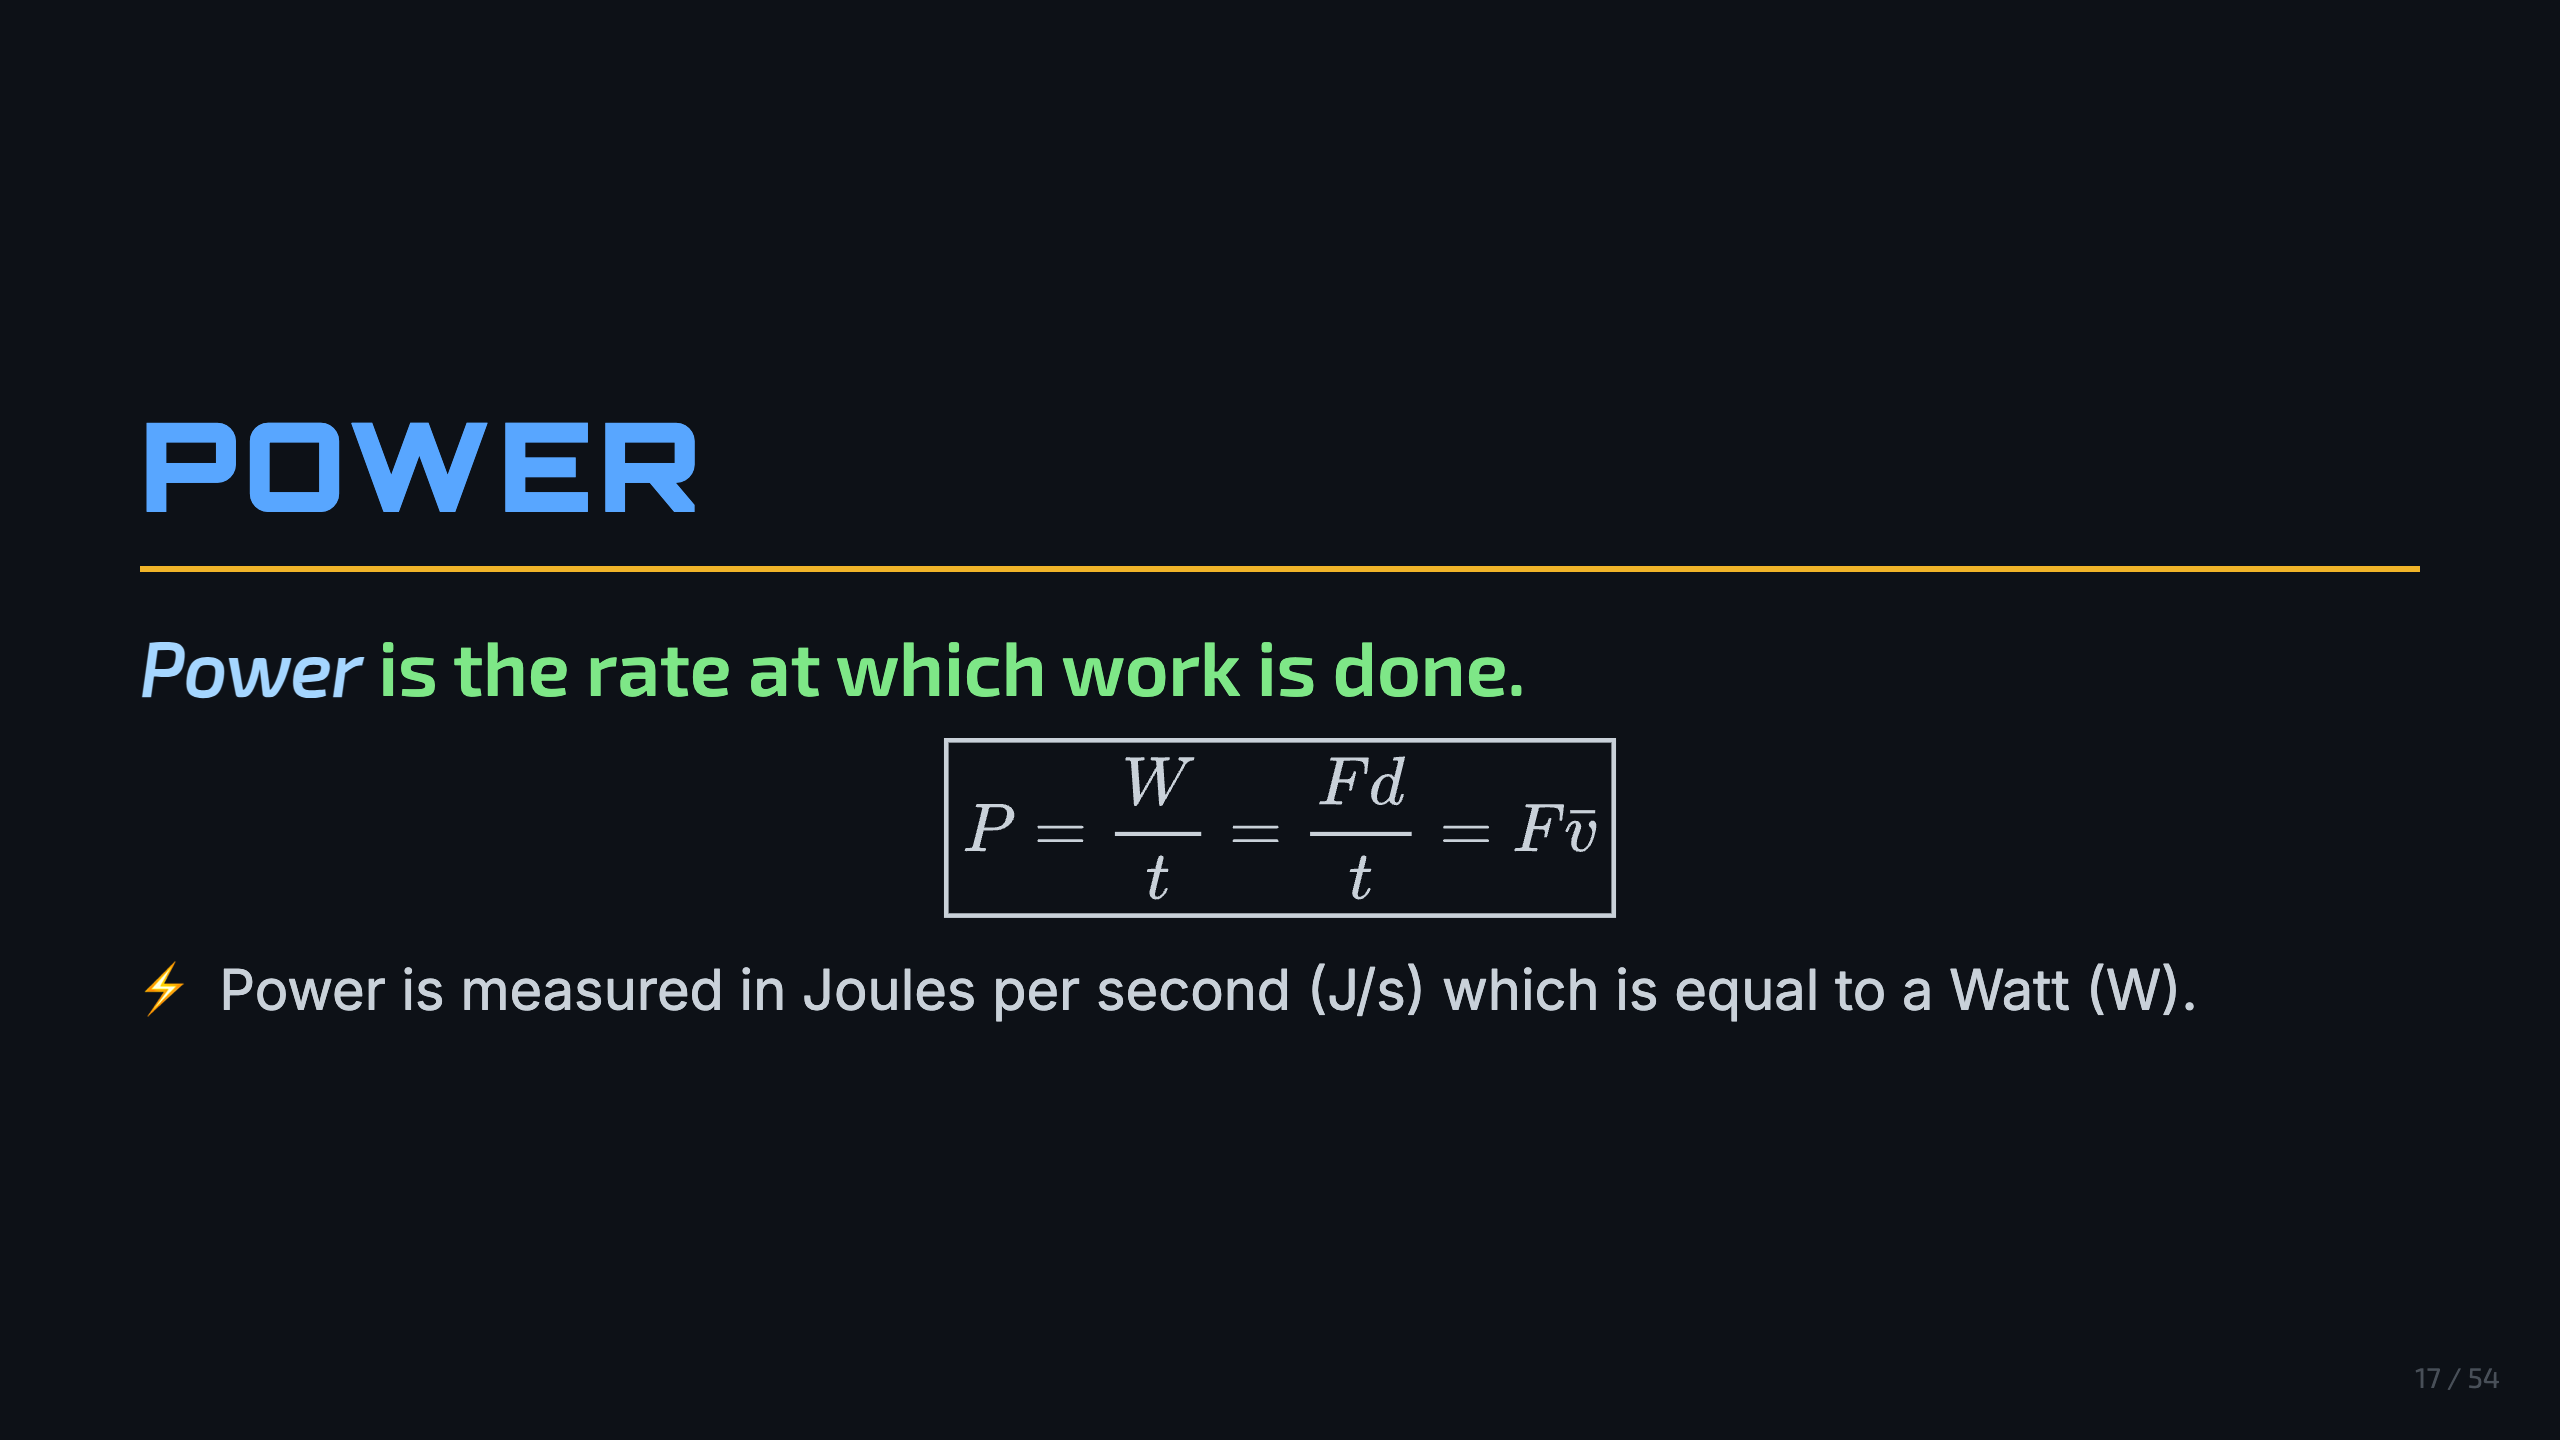 POWER
Power is the rate at which work is done.
P = W/t = Fd/t = Fv̄
⚡ Power is measured in Joules per second (J/s) which is equal to a Watt (W).
17 / 54